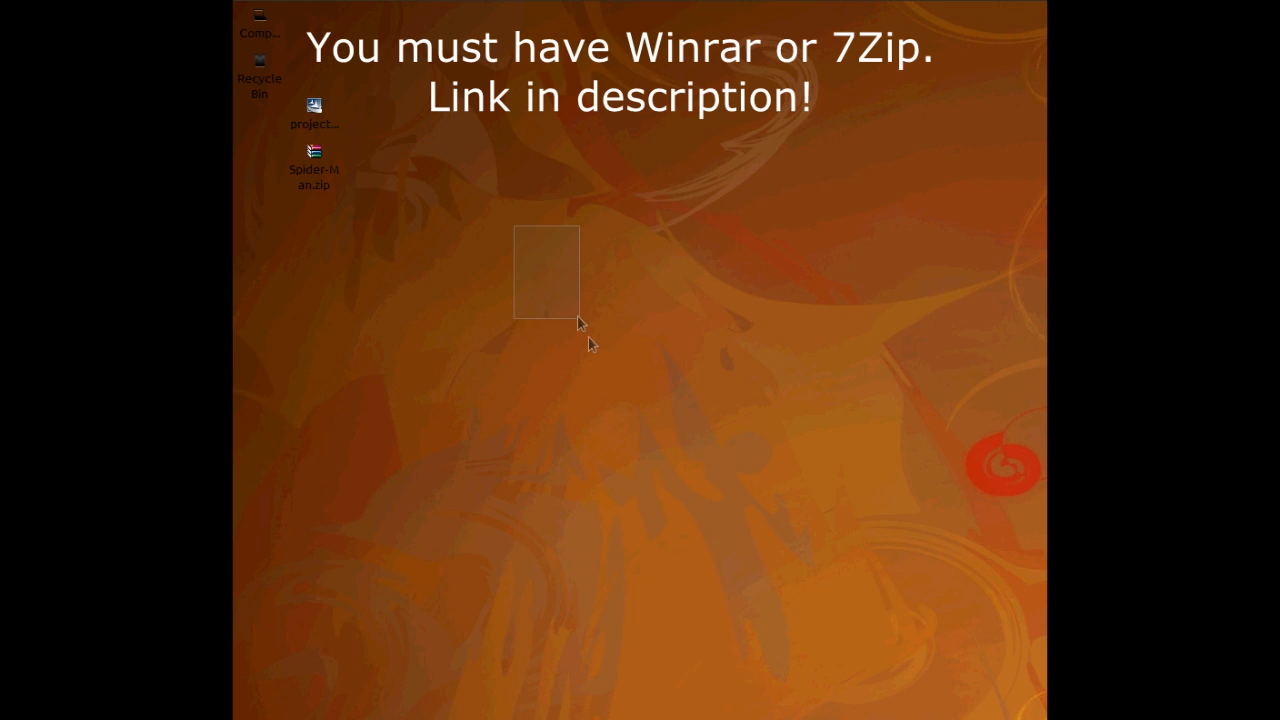 You must have Winrar or 7Zip.
Link in description!
Comp...
Recycle
Bin
project...
Spider-M
an.zip